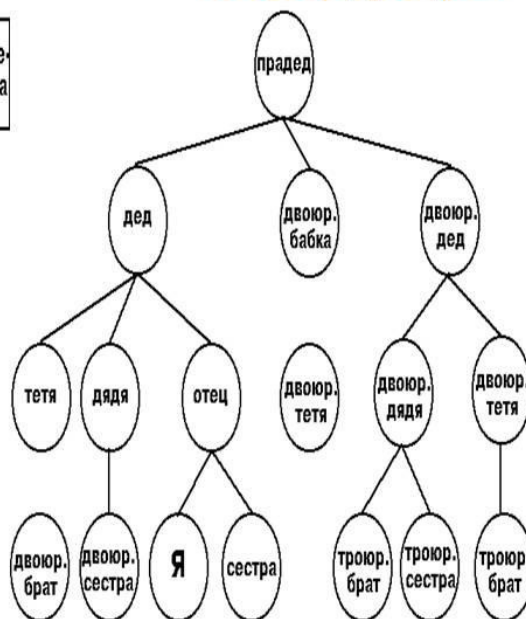 е-
а
прадед
дед
двоюр.
бабка
двоюр.
дед
тетя
дядя
отец
двоюр.
тетя
двоюр.
дядя
двоюр.
тетя
двоюр.
брат
двоюр.
сестра
Я
сестра
троюр.
брат
троюр.
сестра
троюр.
брат